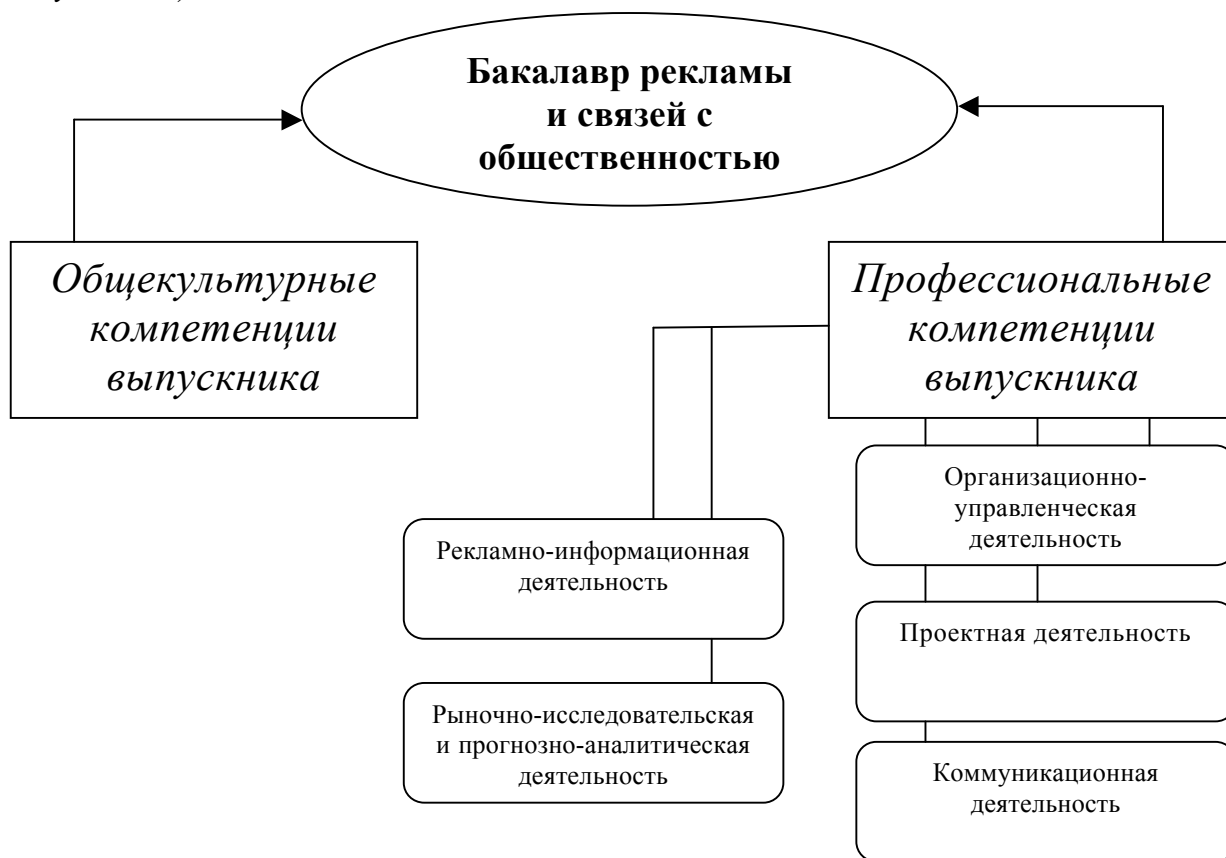 Бакалавр рекламы
и связей с
общественностью
Общекультурные
компетенции
выпускника
Профессиональные
компетенции
выпускника
Организационно-
управленческая
деятельность
Рекламно-информационная
деятельность
Проектная деятельность
Рыночно-исследовательская
и прогнозно-аналитическая
деятельность
Коммуникационная
деятельность